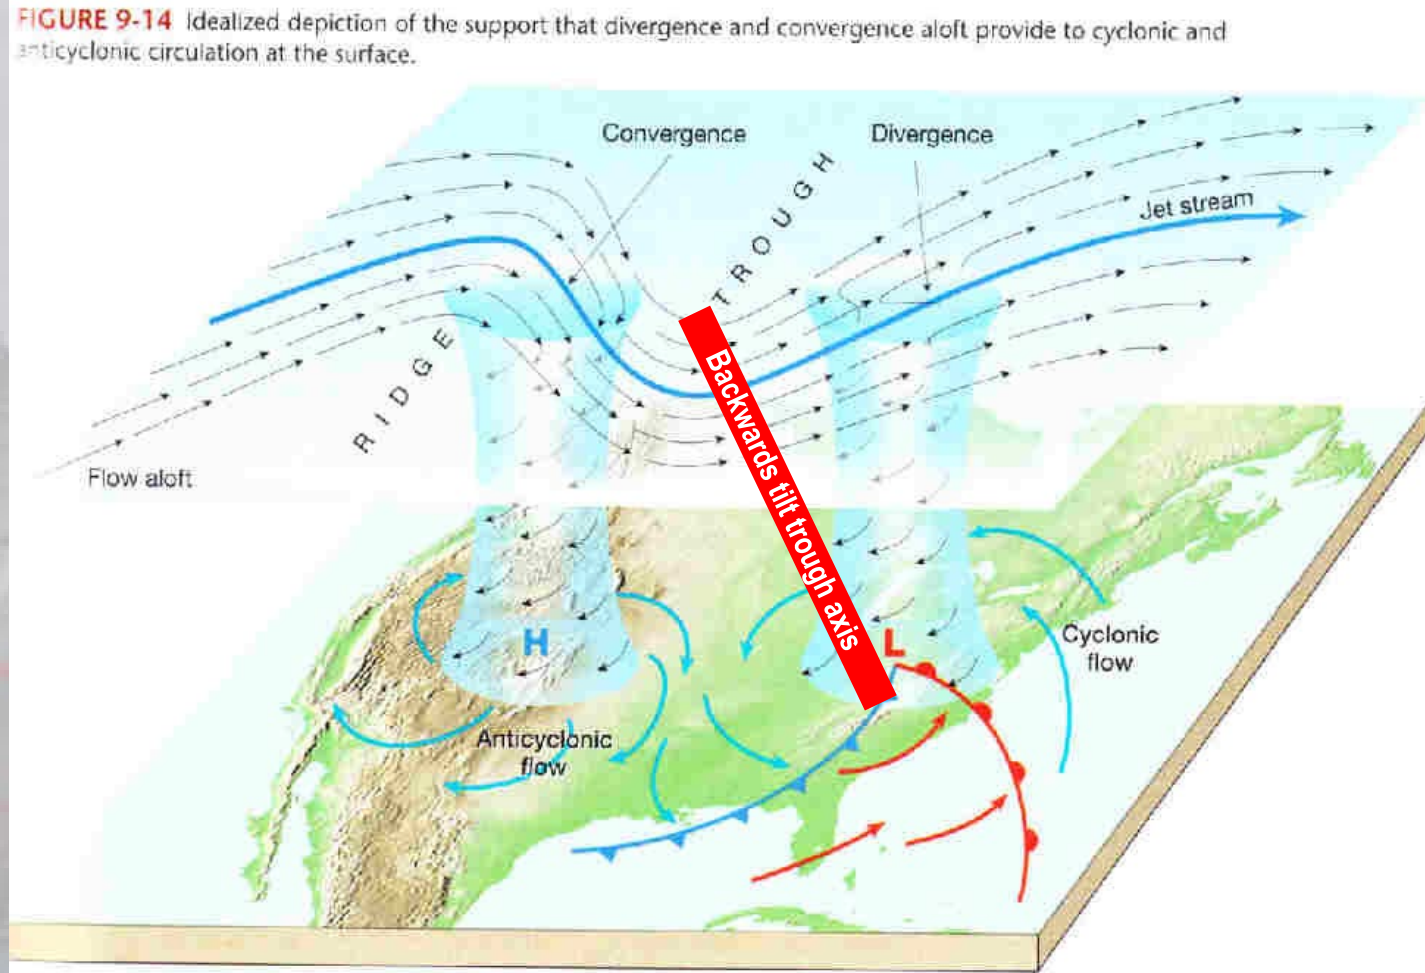 FIGURE 9-14 Idealized depiction of the support that divergence and convergence aloft provide to cyclonic and
anticyclonic circulation at the surface.
Convergence
Divergence
TROUGH
Jet stream
RIDGE
Backwards tilt trough axis
Flow aloft
H
L
Cyclonic
flow
Anticyclonic
flow